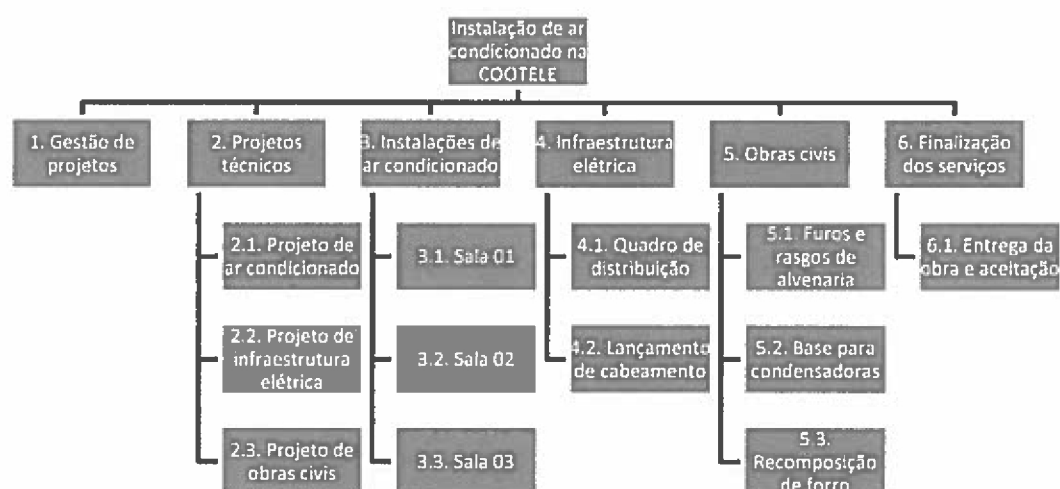 Instalação de ar
condicionado na
COOTELE
1. Gestão de
projetos
2. Projetos
técnicos
3. Instalações de
ar condicionado
4. Infraestrutura
elétrica
5. Obras civis
6. Finalização
dos serviços
2.1. Projeto de
ar condicionado
2.2. Projeto de
infraestrutura
elétrica
2.3. Projeto de
obras civis
3.1. Sala 01
3.2. Sala 02
3.3. Sala 03
4.1. Quadro de
distribuição
4.2. Lançamento
de cabeamento
5.1. Furos e
rasgos de
alvenaria
5.2. Base para
condensadoras
5.3.
Recomposição
de forro
6.1. Entrega da
obra e aceitação